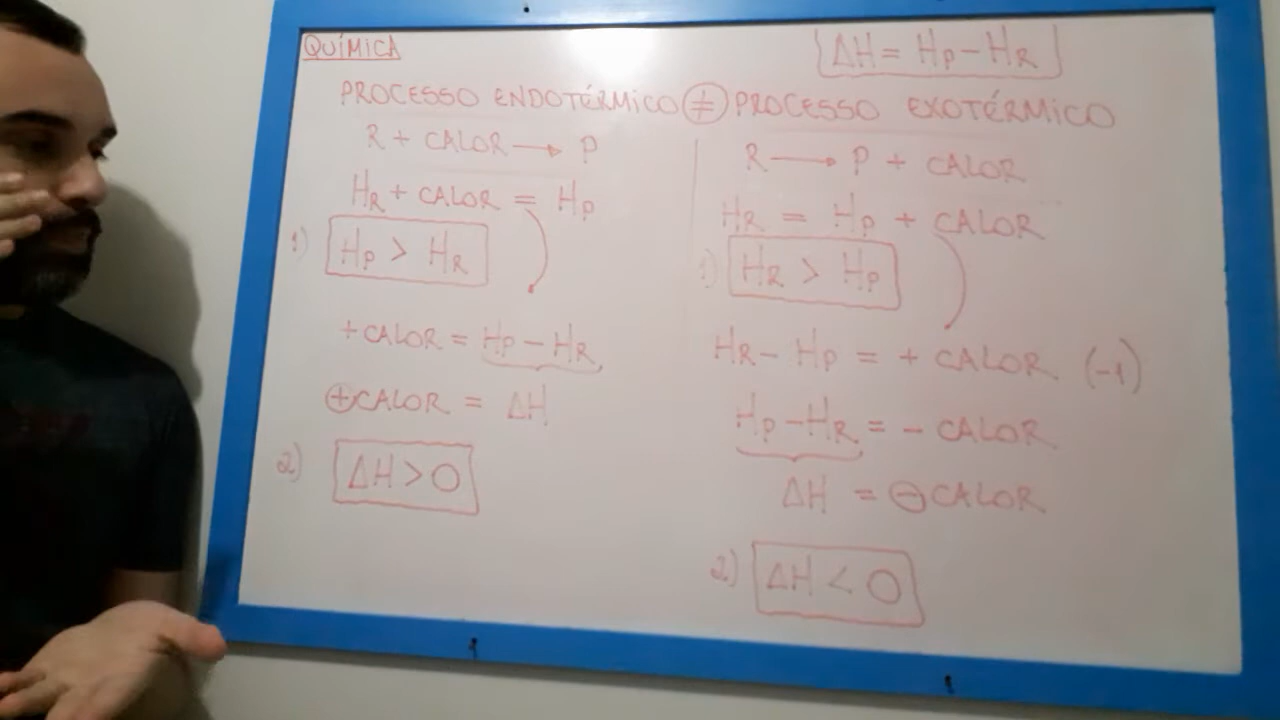 QUÍMICA
ΔH = HP - HR
PROCESSO ENDOTÉRMICO ≠ PROCESSO EXOTÉRMICO
R + CALOR → P
HR + CALOR = HP
1) HP > HR
+ CALOR = HP - HR
⊕CALOR = ΔH
2) ΔH > 0
R → P + CALOR
HR = HP + CALOR
1) HR > HP
HR - HP = + CALOR (-1)
HP - HR = - CALOR
ΔH = ⊖CALOR
2) ΔH < 0